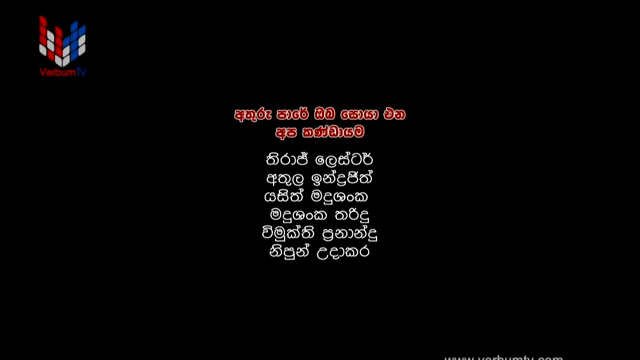 VerbumTV
අතුරු පාරේ ඔබ සොයා එන
අප කණ්ඩායම
තිරාජ් ලෙස්ටර්
අතුල ඉන්ද්‍රජිත්
යසිත් මදුශංක
මදුශංක තරිදු
විමුක්ති ප්‍රනාන්දු
නිපුන් උදාකර
www.verbumtv.com